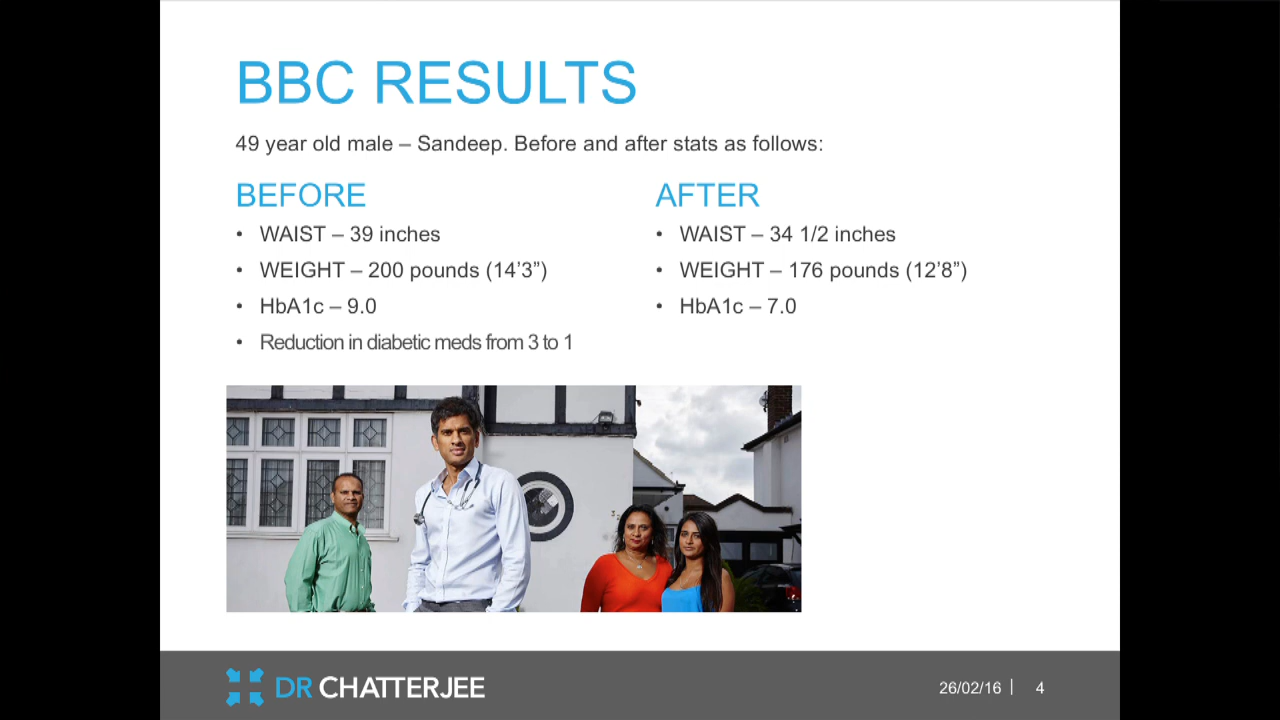 BBC RESULTS
49 year old male – Sandeep. Before and after stats as follows:
BEFORE
• WAIST – 39 inches
• WEIGHT – 200 pounds (14’3”)
• HbA1c – 9.0
• Reduction in diabetic meds from 3 to 1
AFTER
• WAIST – 34 1/2 inches
• WEIGHT – 176 pounds (12’8”)
• HbA1c – 7.0
DR CHATTERJEE
26/02/16 | 4